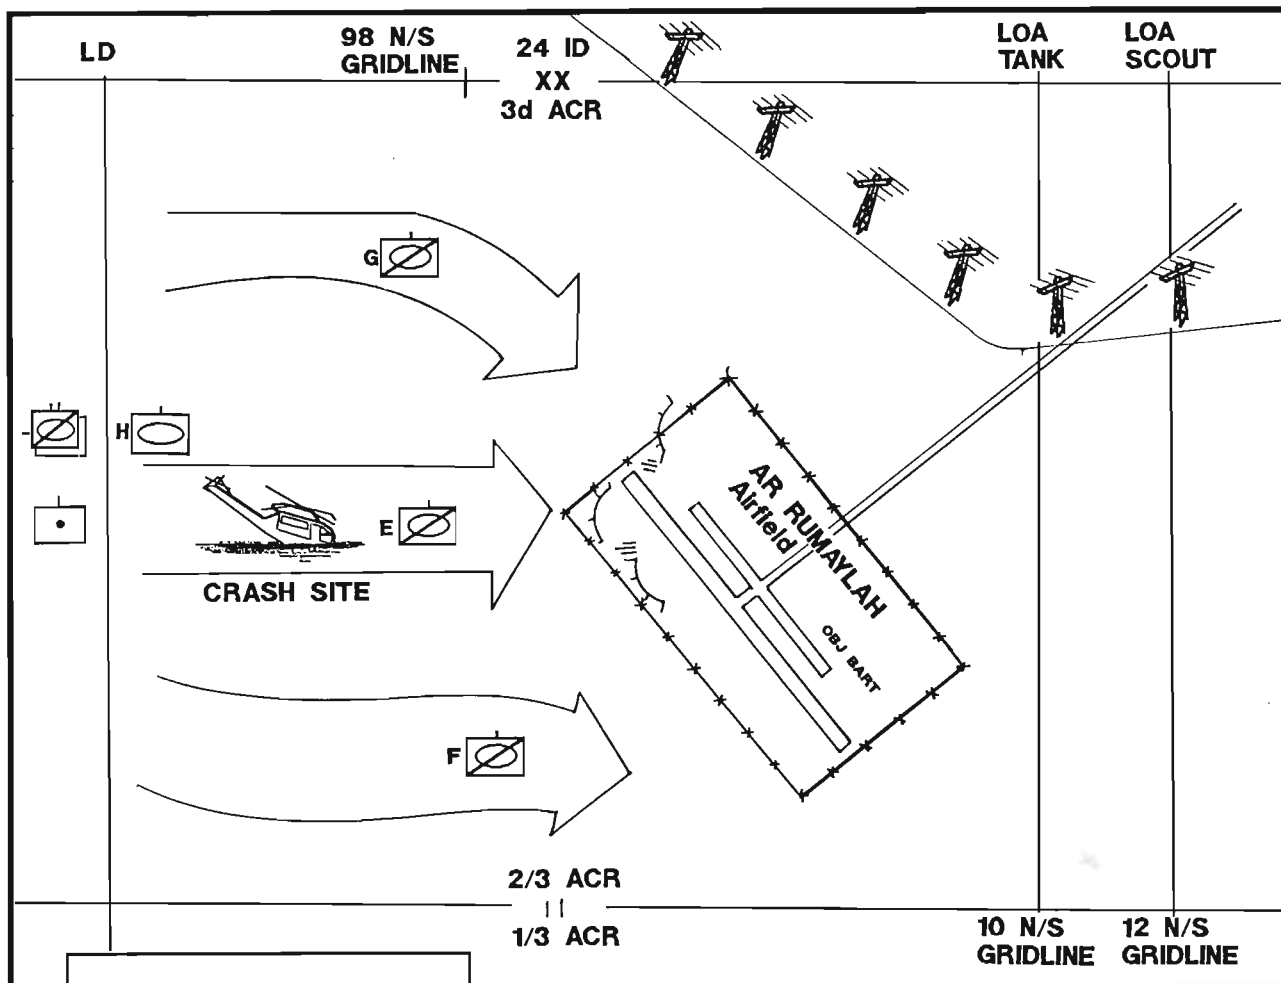 LD
98 N/S
GRIDLINE
24 ID
XX
3d ACR
LOA
TANK
LOA
SCOUT
G
H
E
CRASH SITE
AR RUMAYLAH
Airfield
OBJ BART
F
2/3 ACR
1/3 ACR
10 N/S
GRIDLINE
12 N/S
GRIDLINE